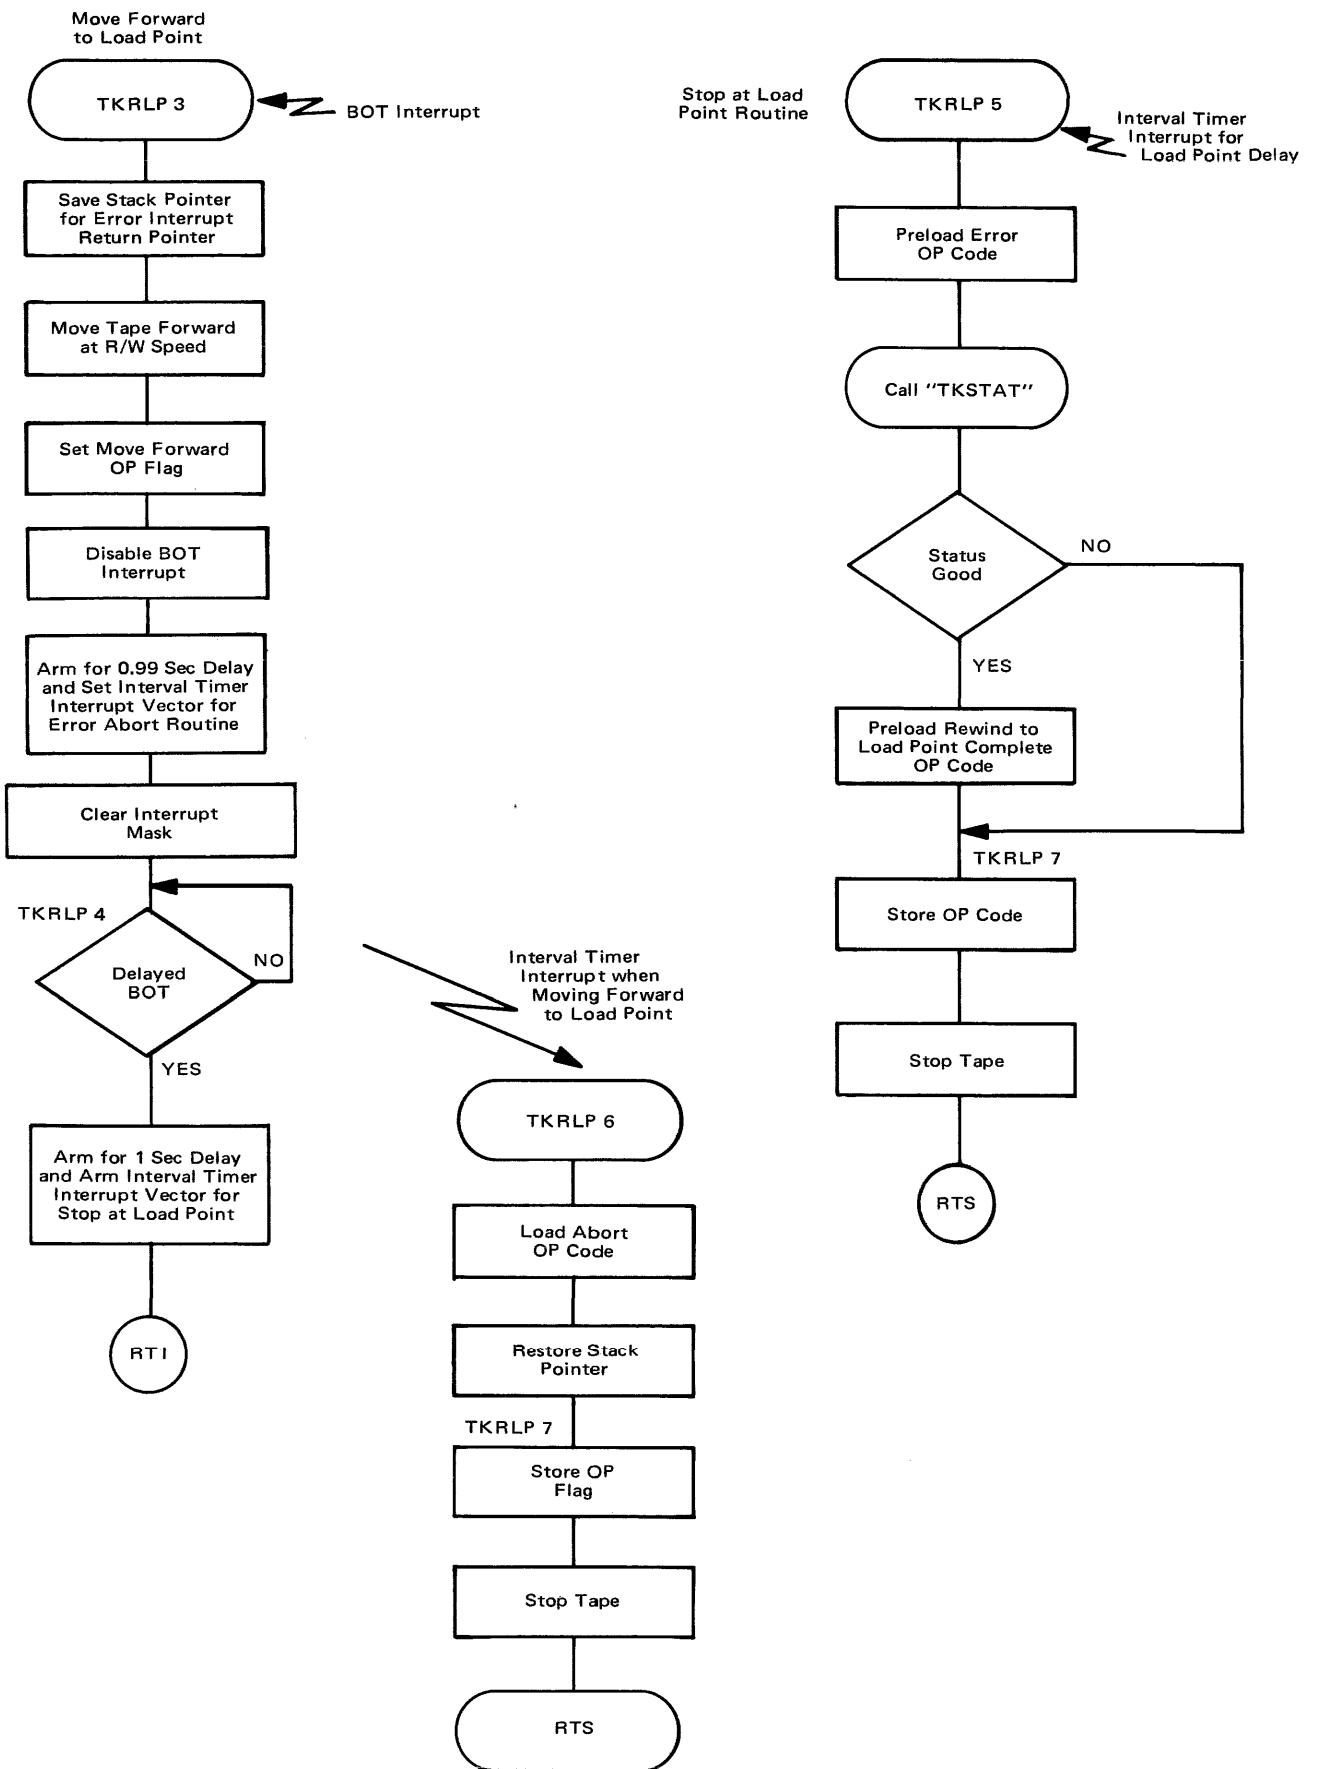 Move Forward
to Load Point
TKRLP 3
BOT Interrupt
Save Stack Pointer
for Error Interrupt
Return Pointer
Move Tape Forward
at R/W Speed
Set Move Forward
OP Flag
Disable BOT
Interrupt
Arm for 0.99 Sec Delay
and Set Interval Timer
Interrupt Vector for
Error Abort Routine
Clear Interrupt
Mask
TKRLP 4
Delayed
BOT
NO
YES
Arm for 1 Sec Delay
and Arm Interval Timer
Interrupt Vector for
Stop at Load Point
RTI
Interval Timer
Interrupt when
Moving Forward
to Load Point
TKRLP 6
Load Abort
OP Code
Restore Stack
Pointer
TKRLP 7
Store OP
Flag
Stop Tape
RTS
Stop at Load
Point Routine
TKRLP 5
Interval Timer
Interrupt for
Load Point Delay
Preload Error
OP Code
Call "TKSTAT"
Status
Good
NO
YES
Preload Rewind to
Load Point Complete
OP Code
TKRLP 7
Store OP Code
Stop Tape
RTS